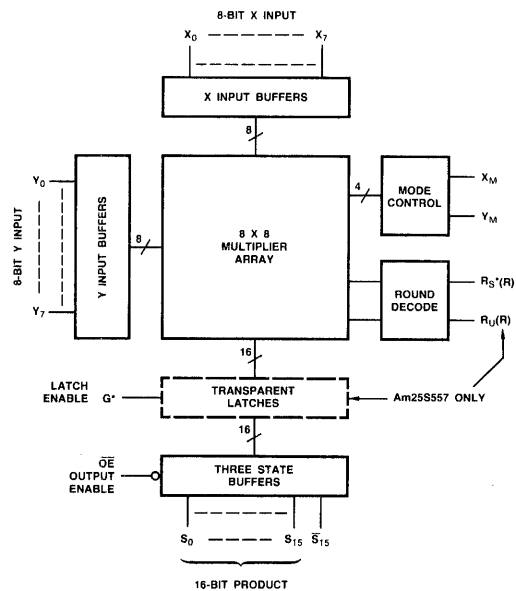 8-BIT X INPUT
X0 X7
X INPUT BUFFERS
8
8-BIT Y INPUT
Y0
Y7
Y INPUT BUFFERS
8
8 X 8
MULTIPLIER
ARRAY
4
MODE
CONTROL
XM
YM
ROUND
DECODE
RS*(R)
RU(R)
16
LATCH
ENABLE G*
TRANSPARENT
LATCHES
Am25S557 ONLY
16
OE
OUTPUT
ENABLE
THREE STATE
BUFFERS
S0 S15 S15
16-BIT PRODUCT